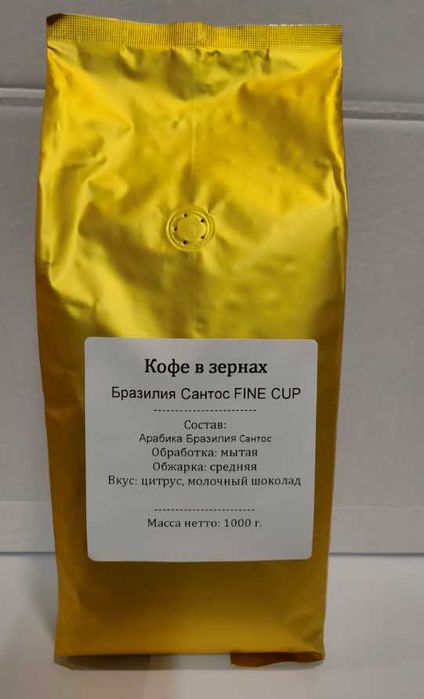 Кофе в зернах
Бразилия Сантос FINE CUP
------------------------
Состав:
Арабика Бразилия Сантос
Обработка: мытая
Обжарка: средняя
Вкус: цитрус, молочный шоколад
------------------------
Масса нетто: 1000 г.